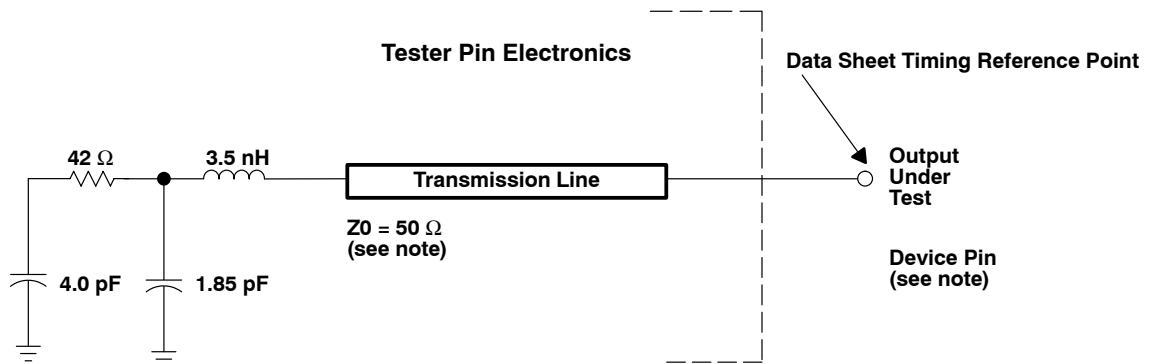 Tester Pin Electronics
Data Sheet Timing Reference Point
42 Ω
3.5 nH
Transmission Line
Output
Under
Test
Z0 = 50 Ω
(see note)
Device Pin
(see note)
4.0 pF
1.85 pF